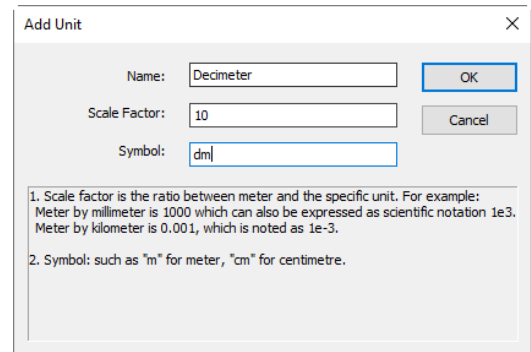 Add Unit
Name: Decimeter OK
Scale Factor: 10 Cancel
Symbol: dm
1. Scale factor is the ratio between meter and the specific unit. For example:
Meter by millimeter is 1000 which can also be expressed as scientific notation 1e3.
Meter by kilometer is 0.001, which is noted as 1e-3.
2. Symbol: such as "m" for meter, "cm" for centimetre.